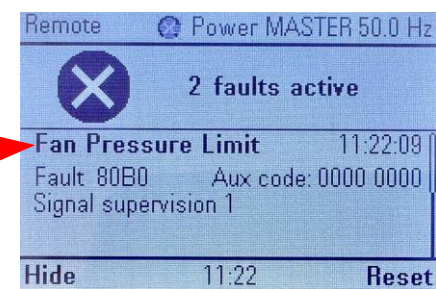 Remote Power MASTER 50.0 Hz
2 faults active
Fan Pressure Limit 11:22:09
Fault 80B0 Aux code: 0000 0000
Signal supervision 1
Hide 11:22 Reset